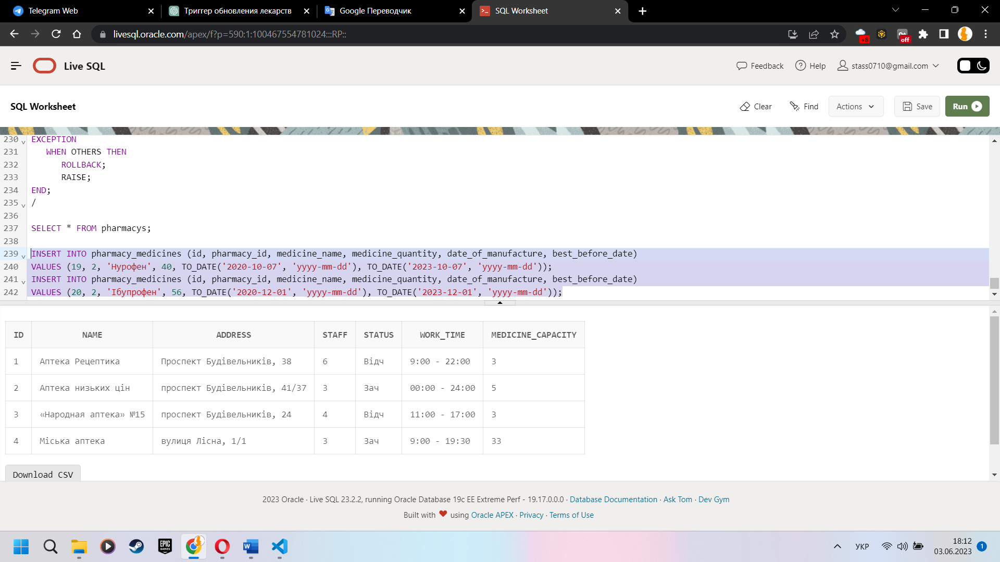 Telegram Web
Триггер обновления лекарств
Google Переводчик
SQL Worksheet
livesql.oracle.com/apex/f?p=590:1:100467554781024:::RP::
+8
off
Live SQL
Feedback
Help
stass0710@gmail.com
SQL Worksheet
Clear
Find
Actions
Save
Run
230 EXCEPTION
231 WHEN OTHERS THEN
232 ROLLBACK;
233 RAISE;
234 END;
235 /
236
237 SELECT * FROM pharmacys;
238
239 INSERT INTO pharmacy_medicines (id, pharmacy_id, medicine_name, medicine_quantity, date_of_manufacture, best_before_date)
240 VALUES (19, 2, 'Нурофен', 40, TO_DATE('2020-10-07', 'yyyy-mm-dd'), TO_DATE('2023-10-07', 'yyyy-mm-dd'));
241 INSERT INTO pharmacy_medicines (id, pharmacy_id, medicine_name, medicine_quantity, date_of_manufacture, best_before_date)
242 VALUES (20, 2, 'Ібупрофен', 56, TO_DATE('2020-12-01', 'yyyy-mm-dd'), TO_DATE('2023-12-01', 'yyyy-mm-dd'));
ID NAME ADDRESS STAFF STATUS WORK_TIME MEDICINE_CAPACITY
1 Аптека Рецептика Проспект Будівельників, 38 6 Відч 9:00 - 22:00 3
2 Аптека низьких цін проспект Будівельників, 41/37 3 Зач 00:00 - 24:00 5
3 «Народная аптека» №15 проспект Будівельників, 24 4 Відч 11:00 - 17:00 3
4 Міська аптека вулиця Лісна, 1/1 3 Зач 9:00 - 19:30 33
Download CSV
2023 Oracle · Live SQL 23.2.2, running Oracle Database 19c EE Extreme Perf - 19.17.0.0.0 · Database Documentation · Ask Tom · Dev Gym
Built with ❤ using Oracle APEX · Privacy · Terms of Use
EPIC GAMES
W
УКР
18:12
03.06.2023
1